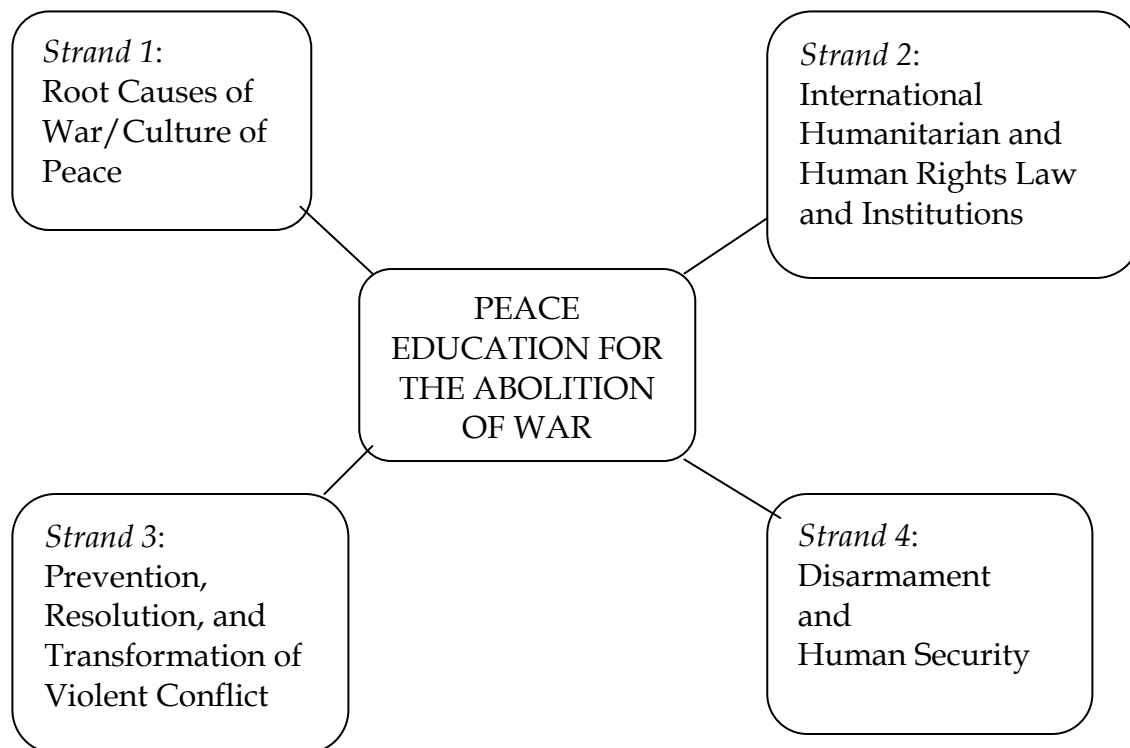 Strand 1:
Root Causes of
War/Culture of
Peace
Strand 2:
International
Humanitarian and
Human Rights Law
and Institutions
PEACE
EDUCATION FOR
THE ABOLITION
OF WAR
Strand 3:
Prevention,
Resolution, and
Transformation of
Violent Conflict
Strand 4:
Disarmament
and
Human Security